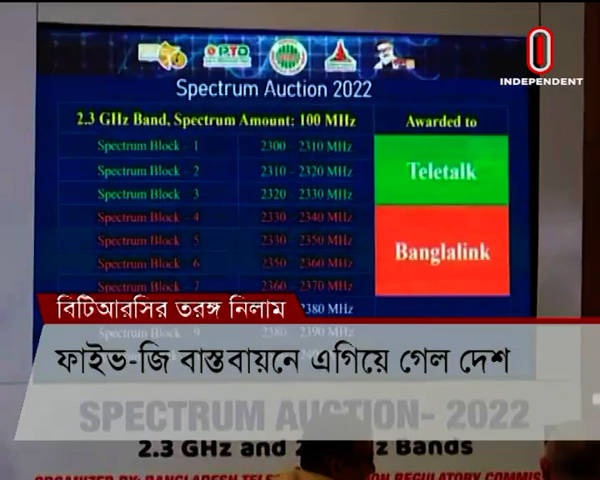 INDEPENDENT
Spectrum Auction 2022
2.3 GHz Band, Spectrum Amount: 100 MHz Awarded to
Spectrum Block - 1 2300 - 2310 MHz
Spectrum Block - 2 2310 - 2320 MHz
Spectrum Block - 3 2320 - 2330 MHz
Teletalk
Spectrum Block - 4 2330 - 2340 MHz
Spectrum Block - 5 2330 - 2350 MHz
Spectrum Block - 6 2350 - 2360 MHz
Spectrum Block - 7 2360 - 2370 MHz
Banglalink
2380 MHz
বিটিআরসির তরঙ্গ নিলাম
ফাইভ-জি বাস্তবায়নে এগিয়ে গেল দেশ
SPECTRUM AUCTION- 2022
2.3 GHz and Bands